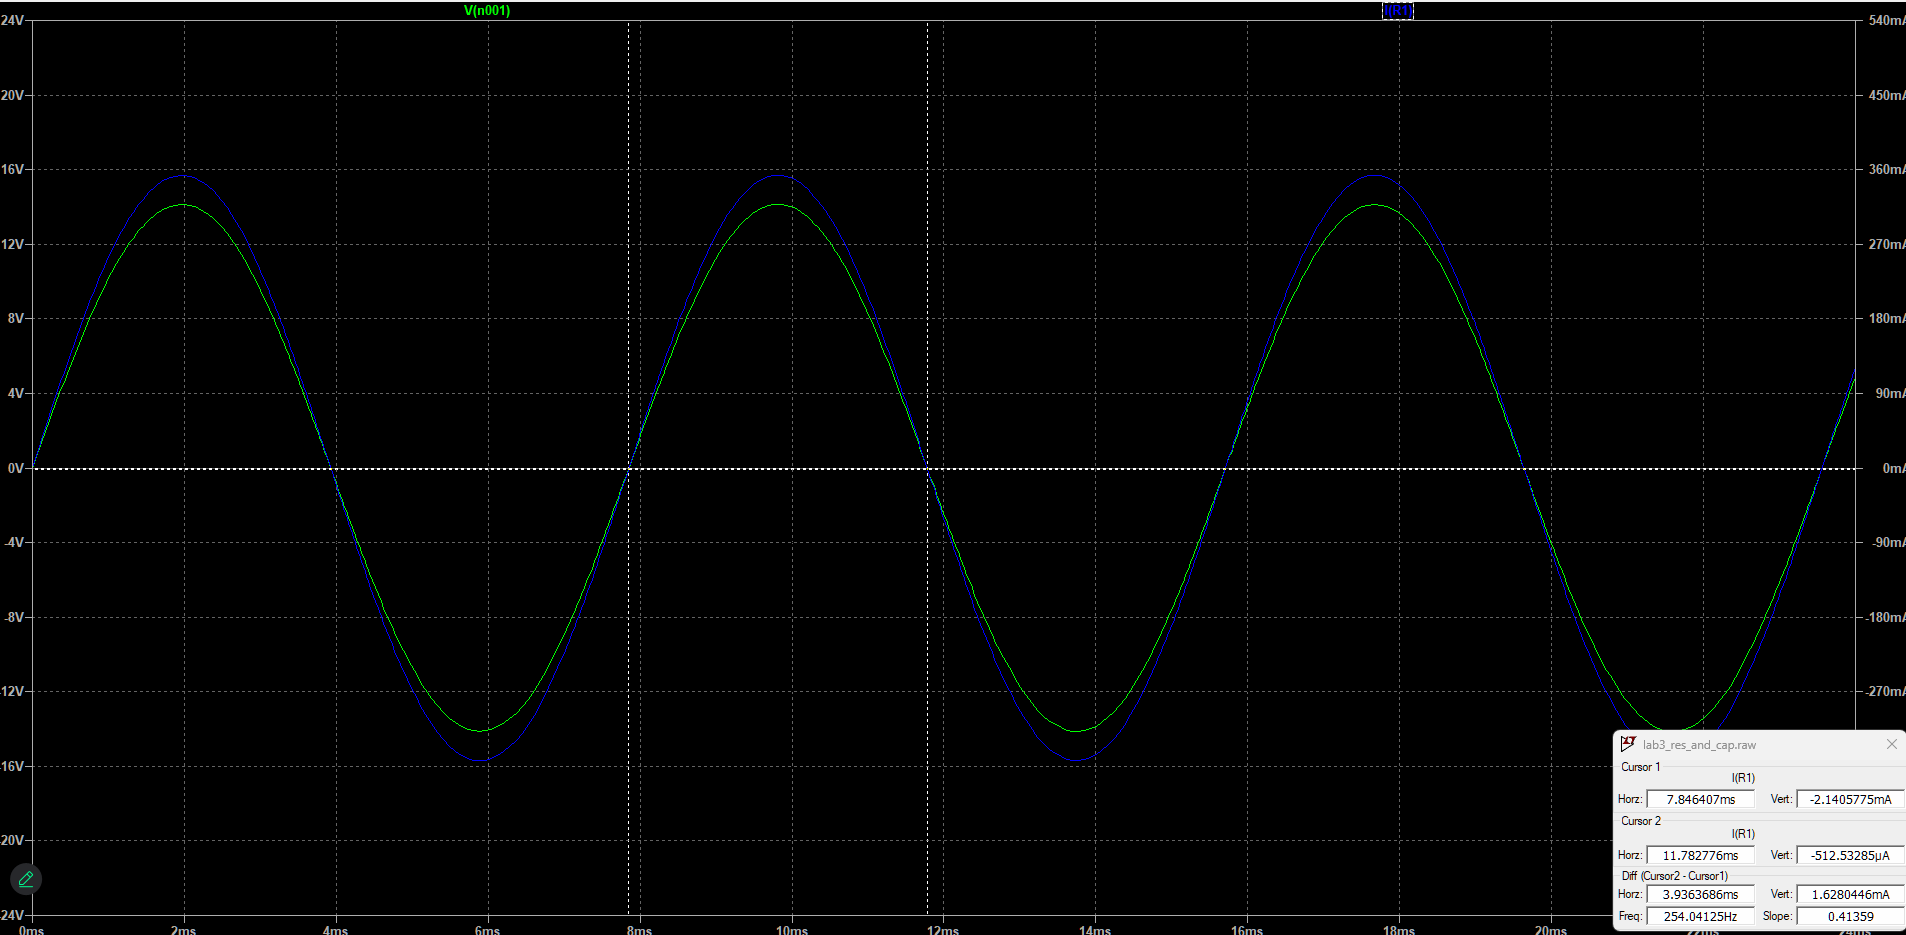 V(n001) I(R1)
24V 540mA
20V 450mA
16V 360mA
12V 270mA
8V 180mA
4V 90mA
0V 0mA
-4V -90mA
-8V -180mA
12V -270mA
16V
20V
24V
0ms 2ms 4ms 6ms 8ms 10ms 12ms 14ms 16ms 18ms 20ms 22ms 24ms
lab3_res_and_cap.raw
Cursor 1
I(R1)
Horz: 7.846407ms Vert: -2.1405775mA
Cursor 2
I(R1)
Horz: 11.782776ms Vert: -512.53285µA
Diff (Cursor2 - Cursor1)
Horz: 3.9363686ms Vert: 1.6280446mA
Freq: 254.04125Hz Slope: 0.41359